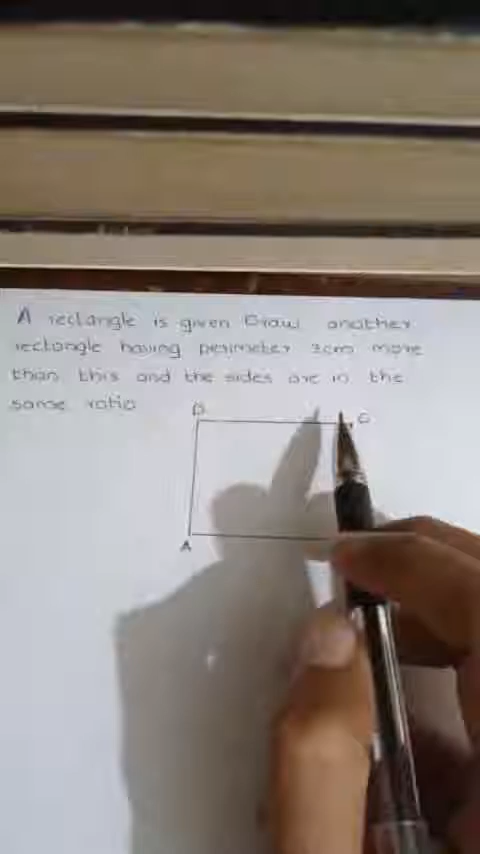 A rectangle is given Draw another
rectangle having perimeter 3cm more
than this and the sides are in the
same ratio
D
C
A